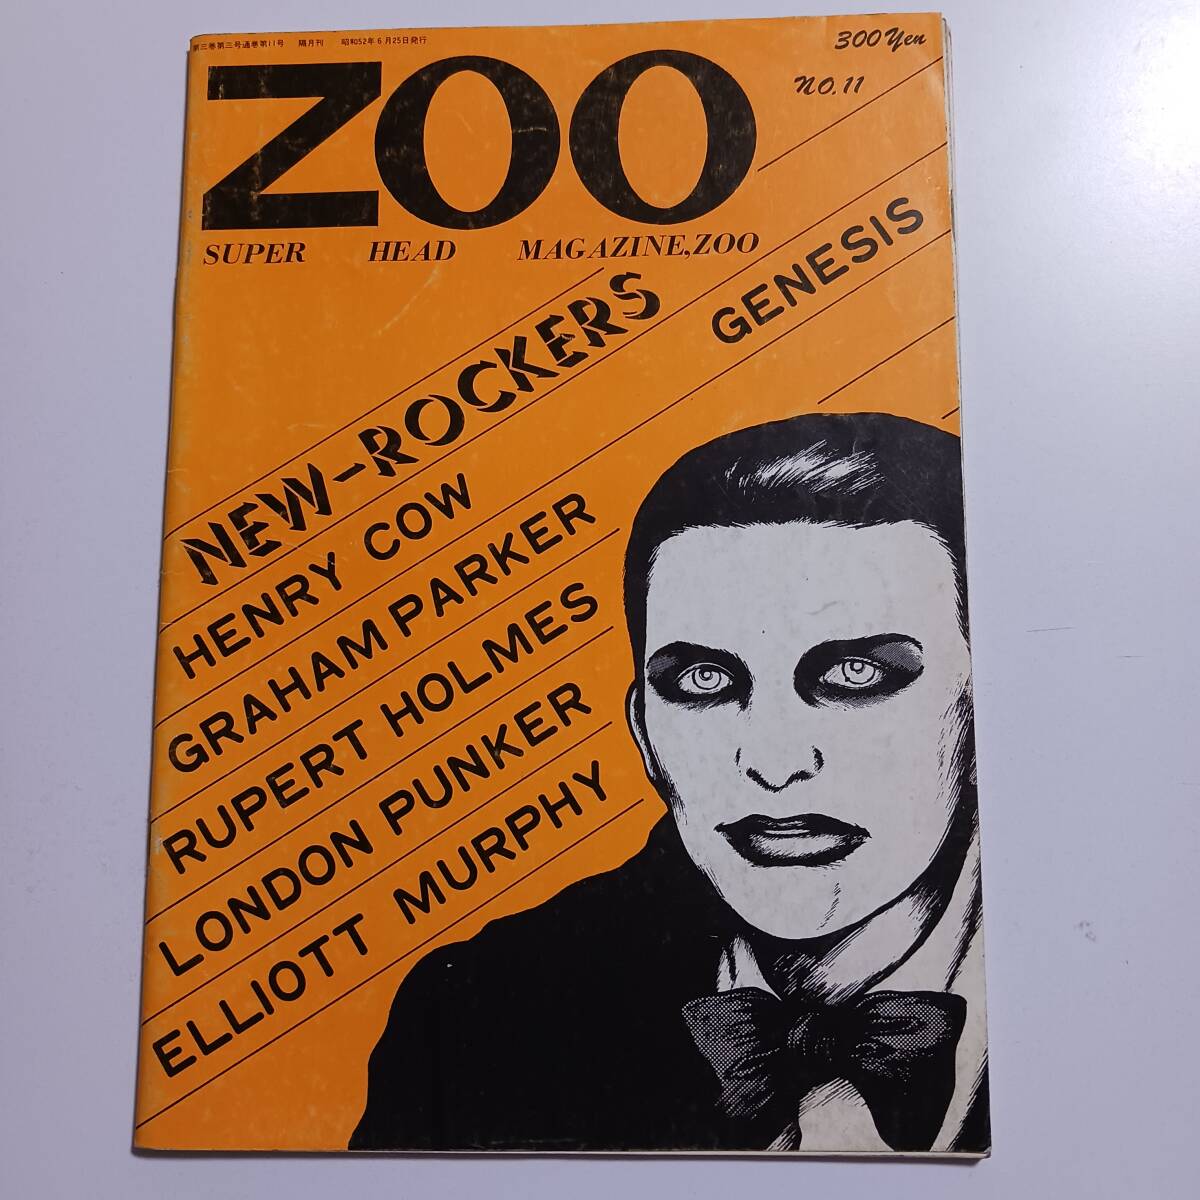 第三巻第三号通巻第11号 隔月刊 昭和52年6月25日発行
300 Yen
NO. 11
ZOO
SUPER HEAD MAGAZINE, ZOO
GENESIS
NEW-ROCKERS
HENRY COW
GRAHAM PARKER
RUPERT HOLMES
LONDON PUNKER
ELLIOTT MURPHY